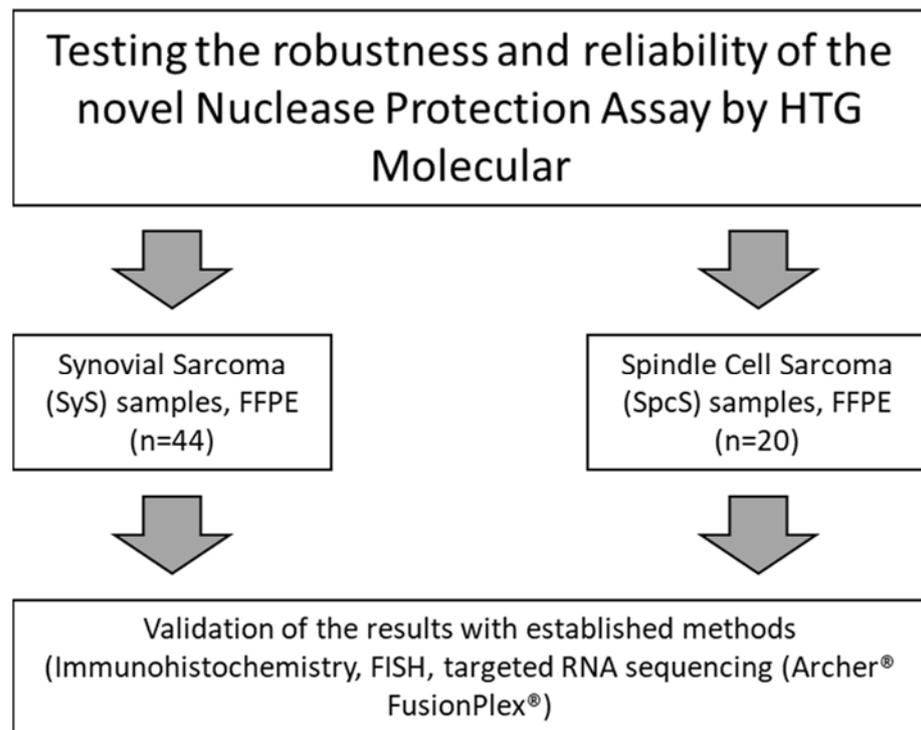 Testing the robustness and reliability of the
novel Nuclease Protection Assay by HTG
Molecular
Synovial Sarcoma
(SyS) samples, FFPE
(n=44)
Spindle Cell Sarcoma
(SpcS) samples, FFPE
(n=20)
Validation of the results with established methods
(Immunohistochemistry, FISH, targeted RNA sequencing (Archer®
FusionPlex®)